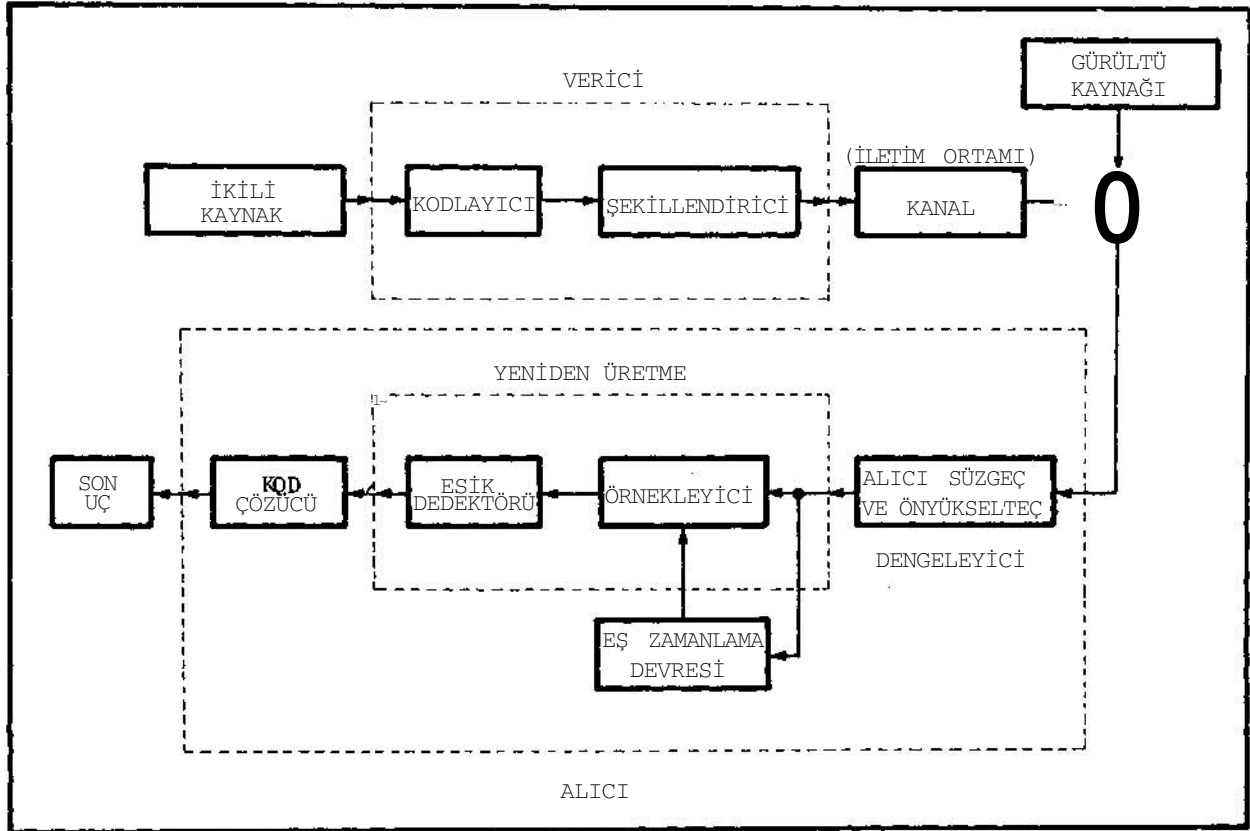 GÜRÜLTÜ
KAYNAĞI
VERİCİ
(İLETİM ORTAMI)
İKİLİ
KAYNAK
KODLAYICI
ŞEKİLLENDİRİCİ
KANAL
YENİDEN ÜRETME
SON
UÇ
KOD
ÇÖZÜCÜ
ESİK
DEDEKTÖRÜ
ÖRNEKLEYİCİ
ALICI SÜZGEÇ
VE ÖNYÜKSELTEÇ
DENGELEYİCİ
EŞ ZAMANLAMA
DEVRESİ
ALICI